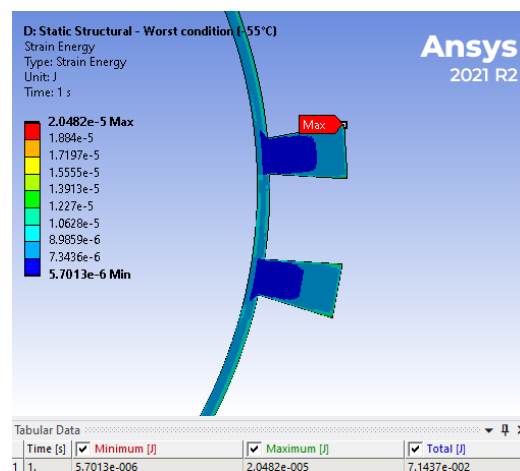 D: Static Structural - Worst condition (-55°C)
Strain Energy
Type: Strain Energy
Unit: J
Time: 1 s
Ansys
2021 R2
2.0482e-5 Max
1.884e-5
1.7197e-5
1.5555e-5
1.3913e-5
1.227e-5
1.0628e-5
8.9859e-6
7.3436e-6
5.7013e-6 Min
Max
Tabular Data
Time [s] Minimum [J] Maximum [J] Total [J]
1 1. 5.7013e-006 2.0482e-005 7.1437e-002